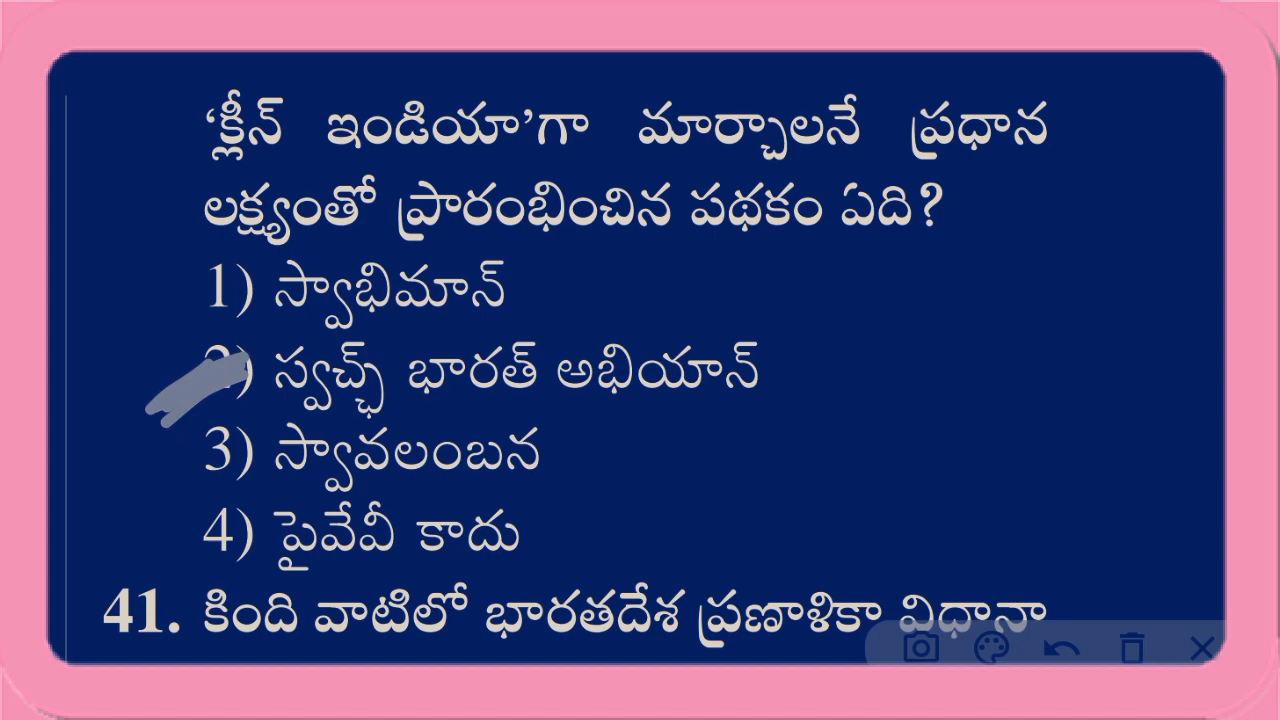 ‘క్లీన్ ఇండియా’గా మార్చాలనే ప్రధాన
లక్ష్యంతో ప్రారంభించిన పథకం ఏది?
1) స్వాభిమాన్
2) స్వచ్ఛ్ భారత్ అభియాన్
3) స్వావలంబన
4) పైవేవీ కాదు
41. కింది వాటిలో భారతదేశ ప్రణాళికా విధానా